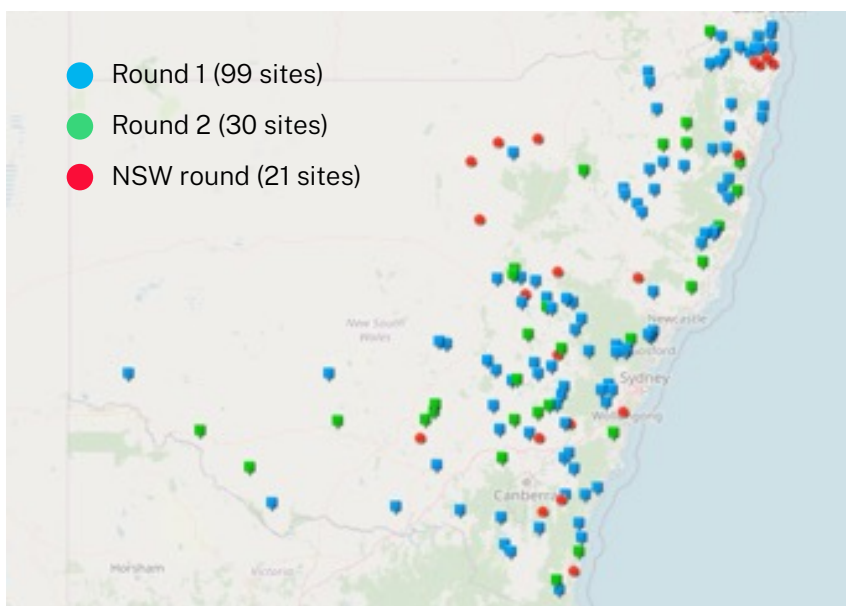 Round 1 (99 sites)
Round 2 (30 sites)
NSW round (21 sites)
New South
Wales
Newcastle
Sydney
Canberra
Horsham
Victoria